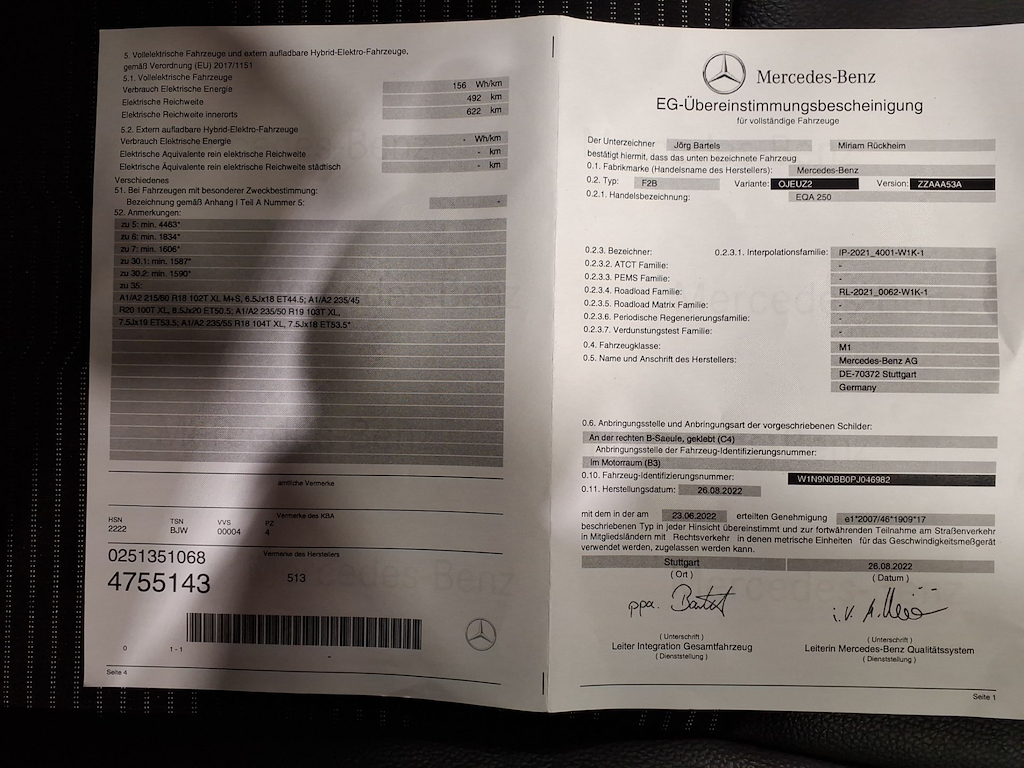 5. Vollelektrische Fahrzeuge und extern aufladbare Hybrid-Elektro-Fahrzeuge,
gemäß Verordnung (EU) 2017/1151
5.1. Vollelektrische Fahrzeuge
Verbrauch Elektrische Energie 156 Wh/km
Elektrische Reichweite 492 km
Elektrische Reichweite innerorts 622 km
5.2. Extern aufladbare Hybrid-Elektro-Fahrzeuge
Verbrauch Elektrische Energie - Wh/km
Elektrische Äquivalente rein elektrische Reichweite - km
Elektrische Äquivalente rein elektrische Reichweite städtisch - km
Verschiedenes
51. Bei Fahrzeugen mit besonderer Zweckbestimmung:
Bezeichnung gemäß Anhang I Teil A Nummer 5: -
52. Anmerkungen:
zu 5: min. 4463*
zu 6: min. 1834*
zu 7: min. 1606*
zu 30.1: min. 1587*
zu 30.2: min. 1590*
zu 35:
A1/A2 215/60 R18 102T XL M+S, 6.5Jx18 ET44.5; A1/A2 235/45
R20 100T XL, 8.5Jx20 ET50.5; A1/A2 235/50 R19 103T XL,
7.5Jx19 ET53.5; A1/A2 235/55 R18 104T XL, 7.5Jx18 ET53.5*
amtliche Vermerke
Vermerke des KBA
HSN TSN VVS PZ
2222 BJW 00004 4
Vermerke des Herstellers
0251351068
4755143 513
0 1 - 1 -
Seite 4
Mercedes-Benz
EG-Übereinstimmungsbescheinigung
für vollständige Fahrzeuge
Der Unterzeichner Jörg Bartels Miriam Rückheim
bestätigt hiermit, dass das unten bezeichnete Fahrzeug
0.1. Fabrikmarke (Handelsname des Herstellers): Mercedes-Benz
0.2. Typ: F2B Variante: OJEUZ2 Version: ZZAAA53A
0.2.1. Handelsbezeichnung: EQA 250
0.2.3. Bezeichner: 0.2.3.1. Interpolationsfamilie: IP-2021_4001-W1K-1
0.2.3.2. ATCT Familie: -
0.2.3.3. PEMS Familie: -
0.2.3.4. Roadload Familie: RL-2021_0062-W1K-1
0.2.3.5. Roadload Matrix Familie: -
0.2.3.6. Periodische Regenerierungsfamilie: -
0.2.3.7. Verdunstungstest Familie: -
0.4. Fahrzeugklasse: M1
0.5. Name und Anschrift des Herstellers: Mercedes-Benz AG
DE-70372 Stuttgart
Germany
0.6. Anbringungsstelle und Anbringungsart der vorgeschriebenen Schilder:
An der rechten B-Saeule, geklebt (C4)
Anbringungsstelle der Fahrzeug-Identifizierungsnummer:
Im Motorraum (B3)
0.10. Fahrzeug-Identifizierungsnummer: W1N9N0BB0PJ046982
0.11. Herstellungsdatum: 26.08.2022
mit dem in der am 23.06.2022 erteilten Genehmigung e1*2007/46*1909*17
beschriebenen Typ in jeder Hinsicht übereinstimmt und zur fortwährenden Teilnahme am Straßenverkehr
in Mitgliedsländern mit Rechtsverkehr in denen metrische Einheiten für das Geschwindigkeitsmeßgerät
verwendet werden, zugelassen werden kann.
Stuttgart 26.08.2022
( Ort ) ( Datum )
ppa. i.V.
( Unterschrift ) ( Unterschrift )
Leiter Integration Gesamtfahrzeug Leiterin Mercedes-Benz Qualitätssystem
( Dienststellung ) ( Dienststellung )
Seite 1